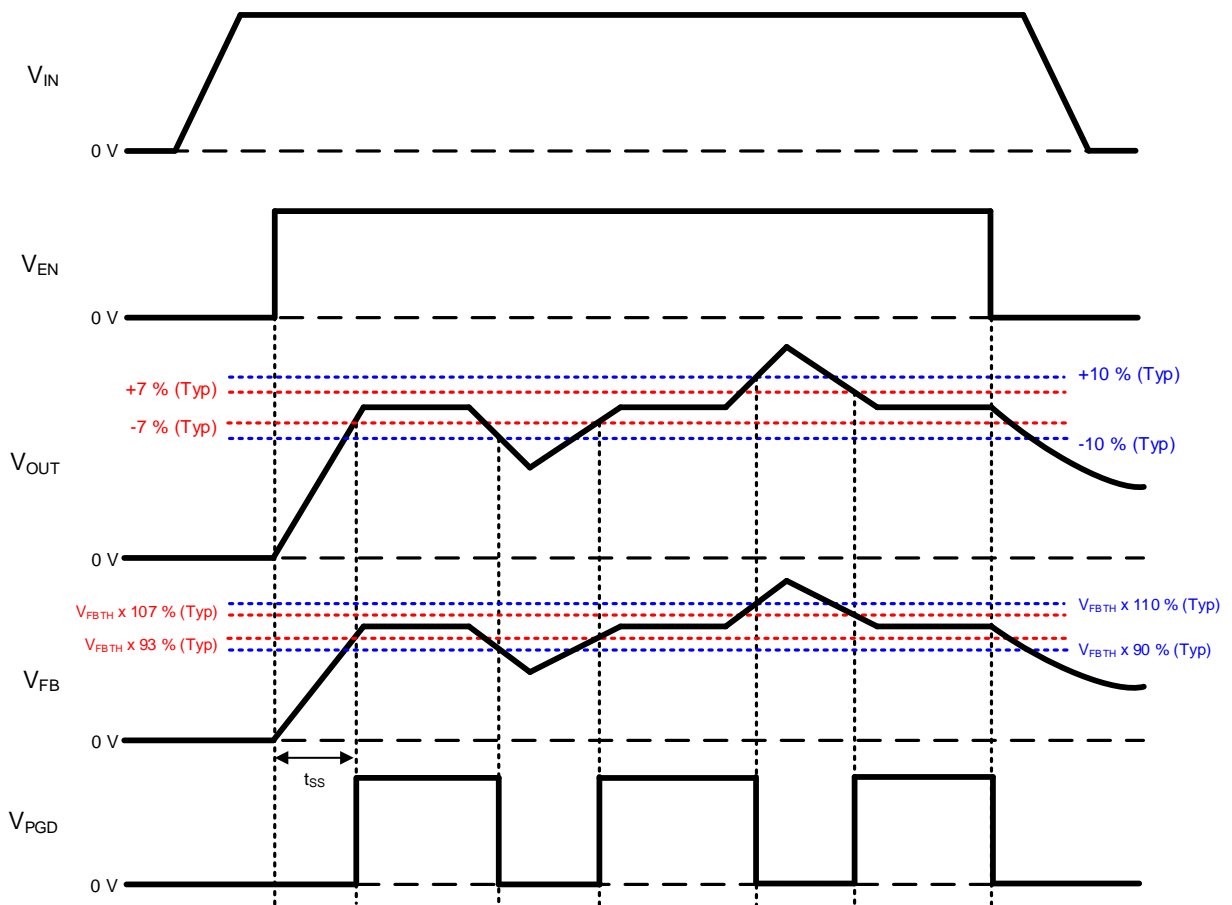 VIN
0 V
VEN
0 V
+7 % (Typ)
+10 % (Typ)
-7 % (Typ)
-10 % (Typ)
VOUT
0 V
VFBTH x 107 % (Typ)
VFBTH x 110 % (Typ)
VFBTH x 93 % (Typ)
VFBTH x 90 % (Typ)
VFB
0 V
tSS
VPGD
0 V